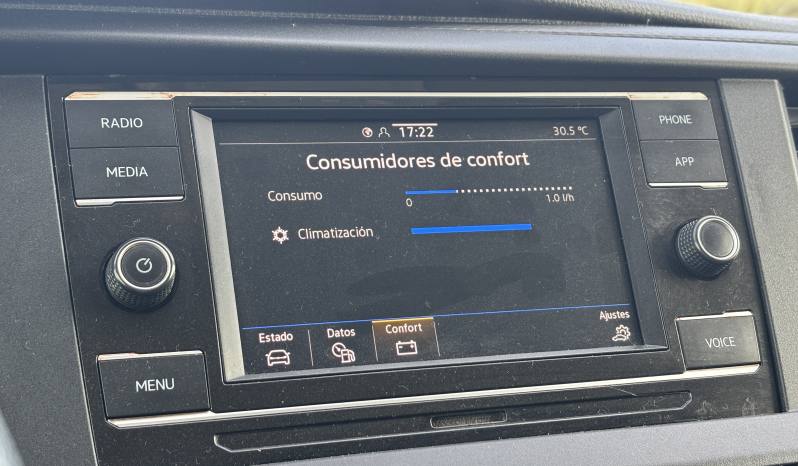 RADIO
MEDIA
MENU
17:22
30.5 °C
Consumidores de confort
Consumo
0
1.0 l/h
Climatización
Estado
Datos
Confort
Ajustes
PHONE
APP
VOICE